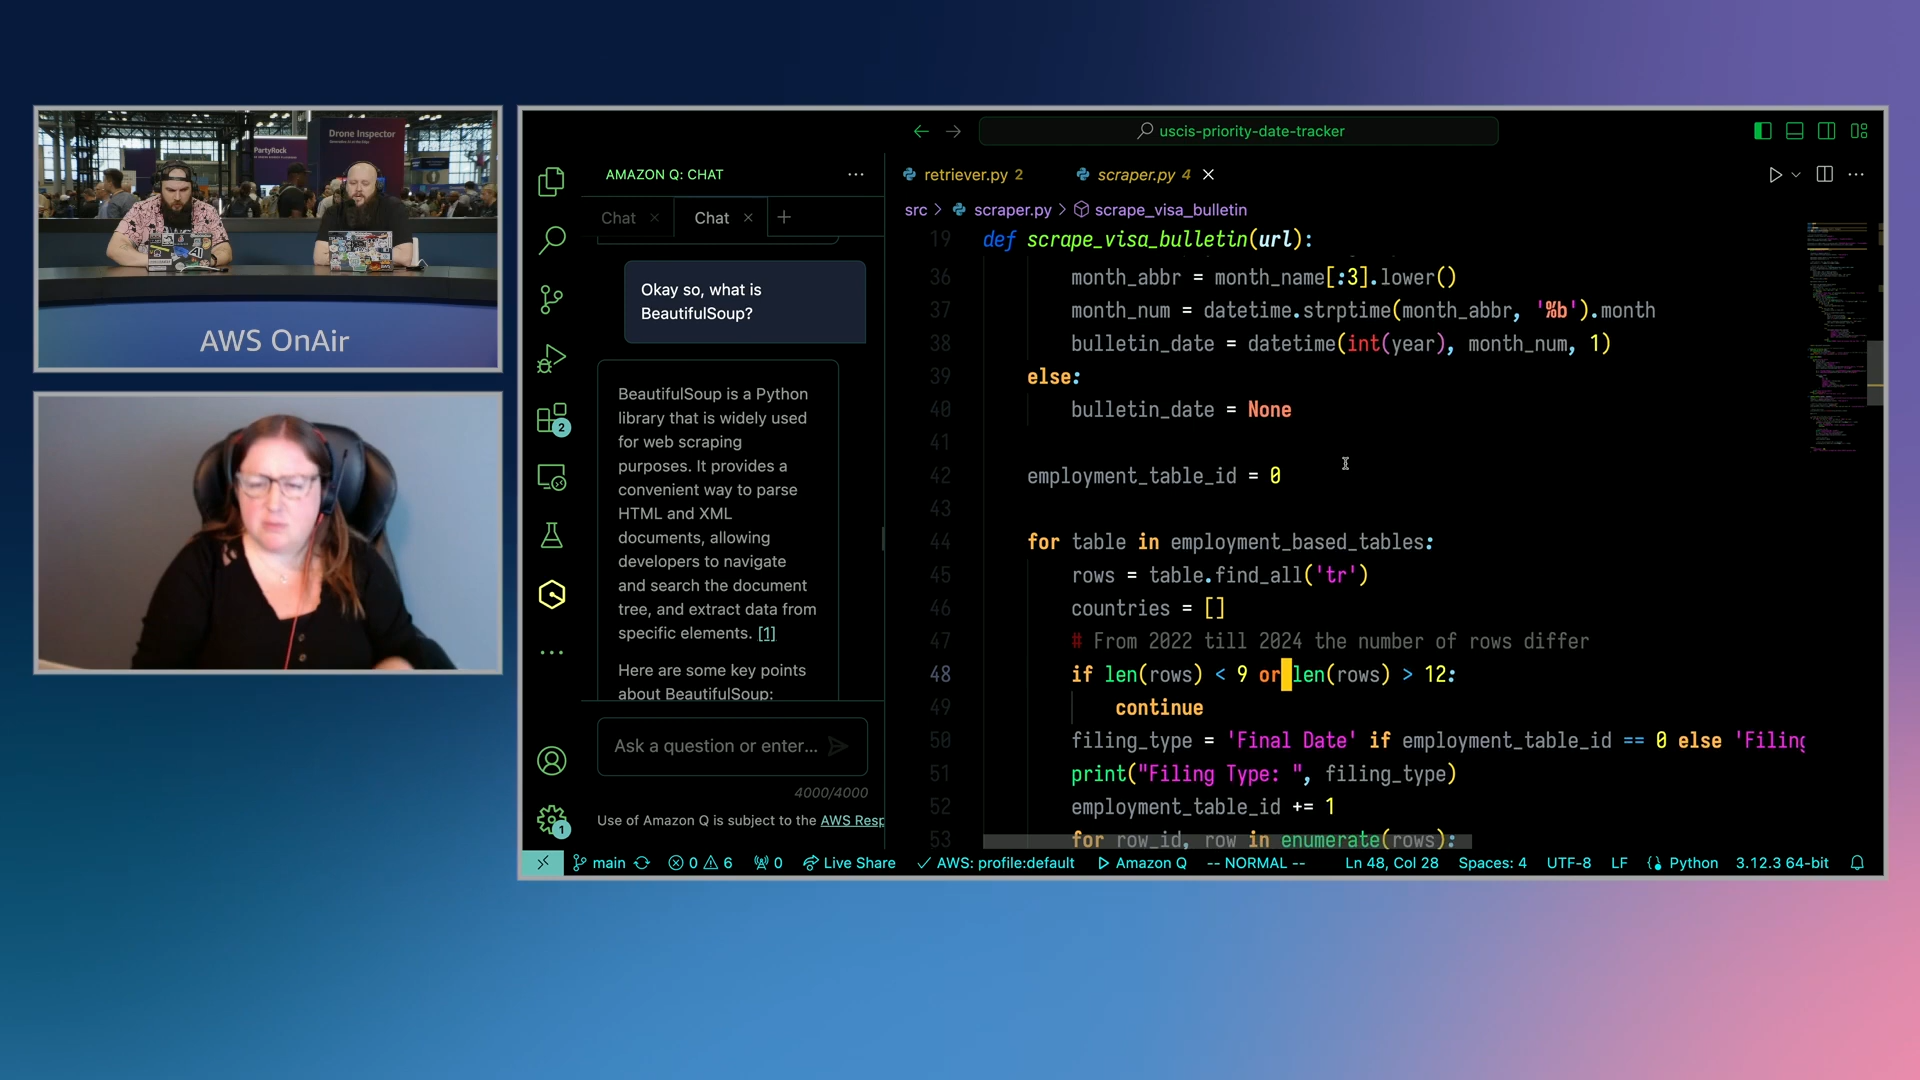 PartyRock
Drone Inspector
AWS OnAir
uscis-priority-date-tracker
AMAZON Q: CHAT
Chat
Chat
Okay so, what is
BeautifulSoup?
BeautifulSoup is a Python
library that is widely used
for web scraping
purposes. It provides a
convenient way to parse
HTML and XML
documents, allowing
developers to navigate
and search the document
tree, and extract data from
specific elements. [1]
Here are some key points
about BeautifulSoup:
Ask a question or enter...
4000/4000
Use of Amazon Q is subject to the AWS Resp
2
1
retriever.py 2
scraper.py 4
src > scraper.py > scrape_visa_bulletin
19 def scrape_visa_bulletin(url):
36 month_abbr = month_name[:3].lower()
37 month_num = datetime.strptime(month_abbr, '%b').month
38 bulletin_date = datetime(int(year), month_num, 1)
39 else:
40 bulletin_date = None
41
42 employment_table_id = 0
43
44 for table in employment_based_tables:
45 rows = table.find_all('tr')
46 countries = []
47 # From 2022 till 2024 the number of rows differ
48 if len(rows) < 9 or len(rows) > 12:
49 continue
50 filing_type = 'Final Date' if employment_table_id == 0 else 'Filing
51 print("Filing Type: ", filing_type)
52 employment_table_id += 1
53 for row_id, row in enumerate(rows):
main 0 6 0 Live Share AWS: profile:default Amazon Q -- NORMAL -- Ln 48, Col 28 Spaces: 4 UTF-8 LF Python 3.12.3 64-bit